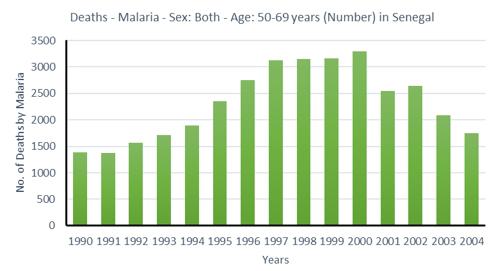 Deaths - Malaria - Sex: Both - Age: 50-69 years (Number) in Senegal
3500
3000
2500
2000
1500
1000
500
0
No. of Deaths by Malaria
1990 1991 1992 1993 1994 1995 1996 1997 1998 1999 2000 2001 2002 2003 2004
Years